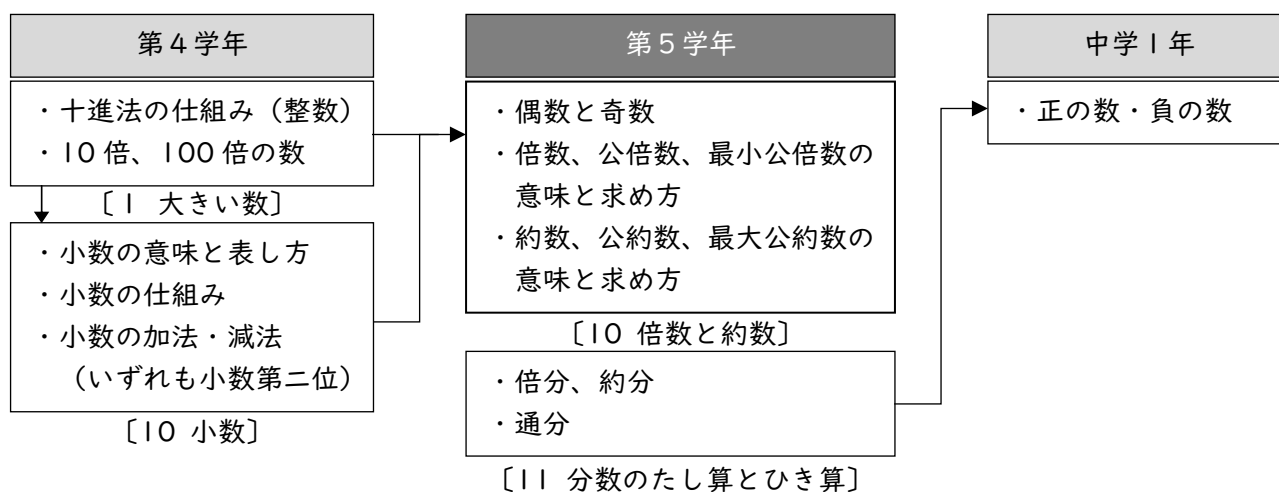 第4学年
・十進法の仕組み（整数）
・10倍、100倍の数
〔1 大きい数〕
・小数の意味と表し方
・小数の仕組み
・小数の加法・減法
（いずれも小数第二位）
〔10 小数〕
第5学年
・偶数と奇数
・倍数、公倍数、最小公倍数の
意味と求め方
・約数、公約数、最大公約数の
意味と求め方
〔10 倍数と約数〕
・倍分、約分
・通分
〔11 分数のたし算とひき算〕
中学1年
・正の数・負の数